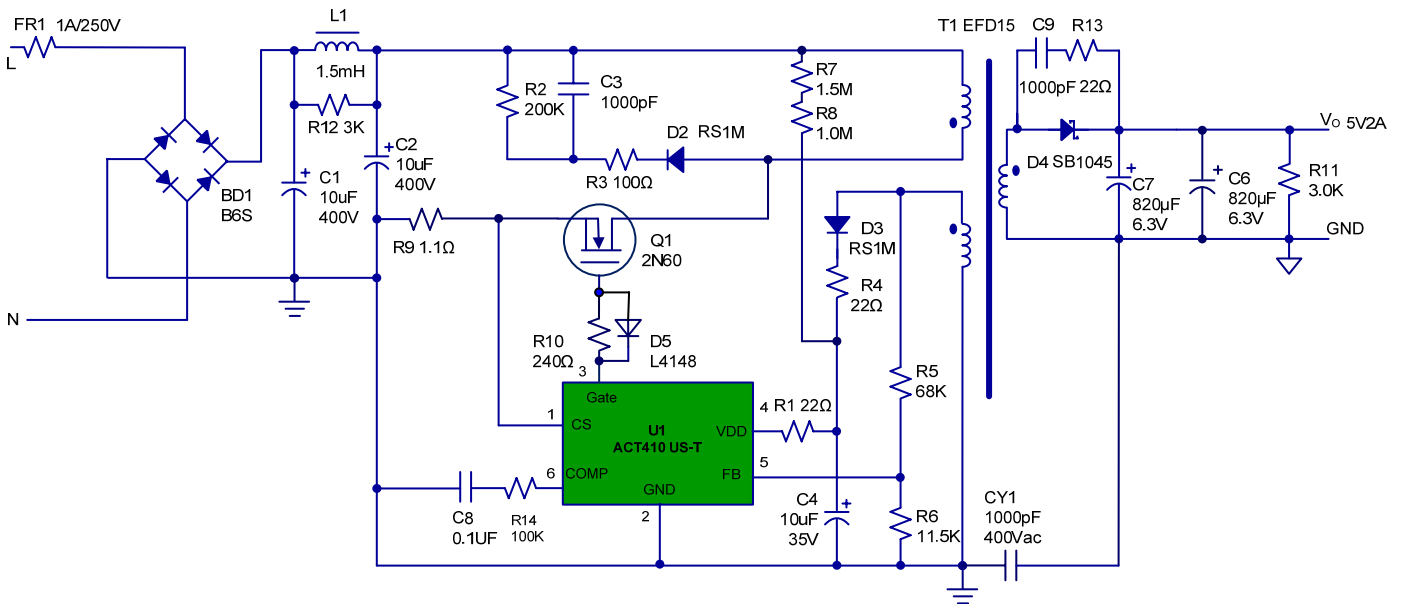 FR1 1A/250V
L
L1
1.5mH
R12 3K
C2
10uF
400V
C1
10uF
400V
BD1
B6S
N
R2
200K
C3
1000pF
R3 100Ω
D2 RS1M
R7
1.5M
R8
1.0M
R9 1.1Ω
Q1
2N60
R10
240Ω
D5
L4148
D3
RS1M
R4
22Ω
R5
68K
R6
11.5K
R1 22Ω
C4
10uF
35V
3
Gate
1
CS
U1
ACT410 US-T
4
VDD
5
FB
6
COMP
GND
2
C8
0.1UF
R14
100K
T1 EFD15
C9
R13
1000pF 22Ω
D4 SB1045
VO 5V2A
C7
820µF
6.3V
C6
820µF
6.3V
R11
3.0K
GND
CY1
1000pF
400Vac